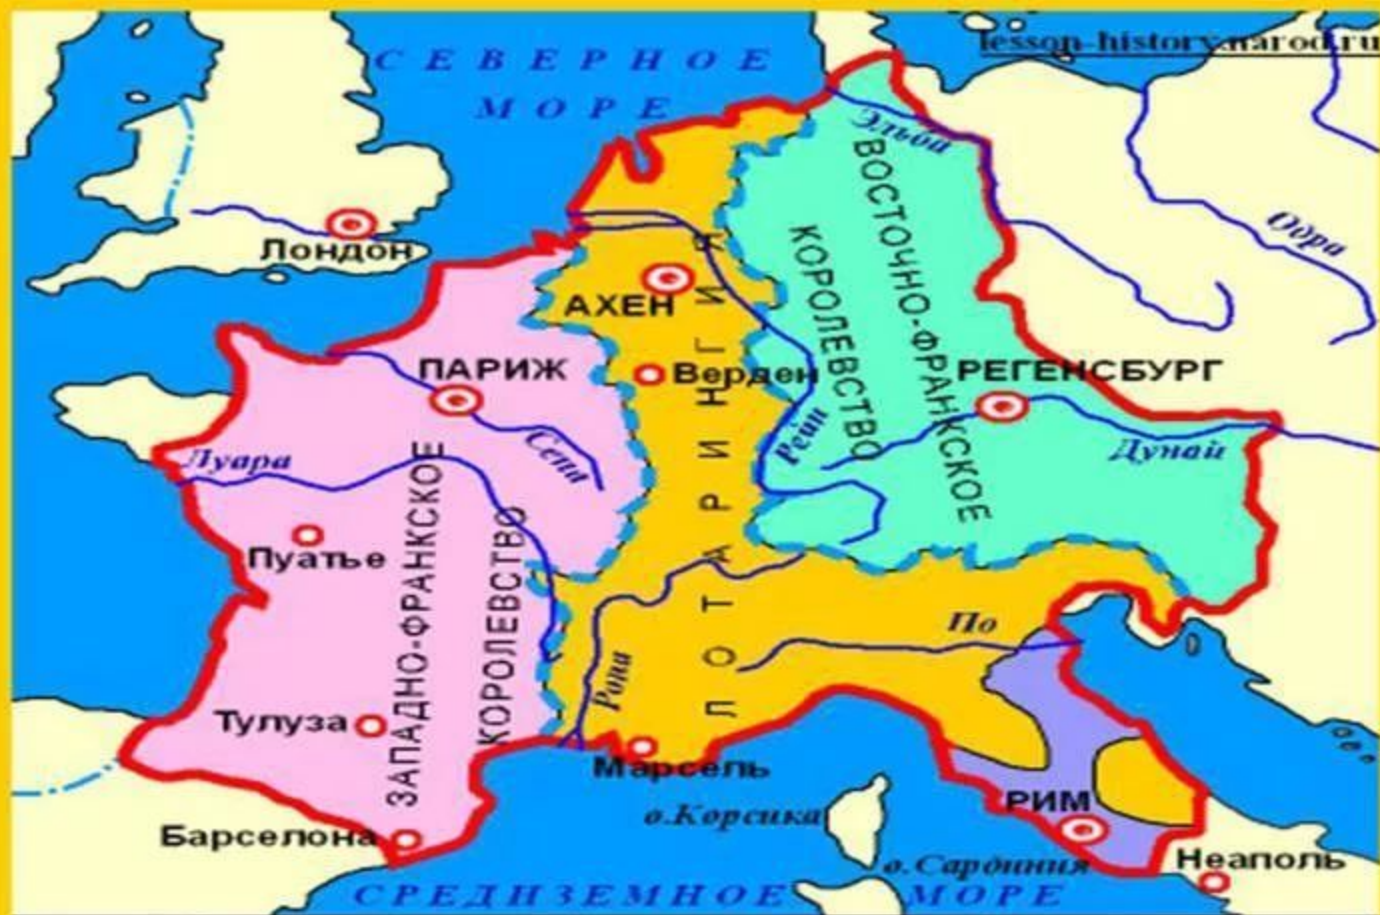 lesson-history.narod.ru
СЕВЕРНОЕ
МОРЕ
Эльба
Одра
Лондон
АХЕН
ВОСТОЧНО-ФРАНКСКОЕ
КОРОЛЕВСТВО
ПАРИЖ
Верден
РЕГЕНСБУРГ
Луара
Сена
Рейн
Дунай
ЛОТАРИНГИЯ
Пуатье
ЗАПАДНО-ФРАНКСКОЕ
КОРОЛЕВСТВО
По
Рона
Тулуза
Марсель
РИМ
о.Корсика
Барселона
о.Сардиния
Неаполь
СРЕДИЗЕМНОЕ МОРЕ